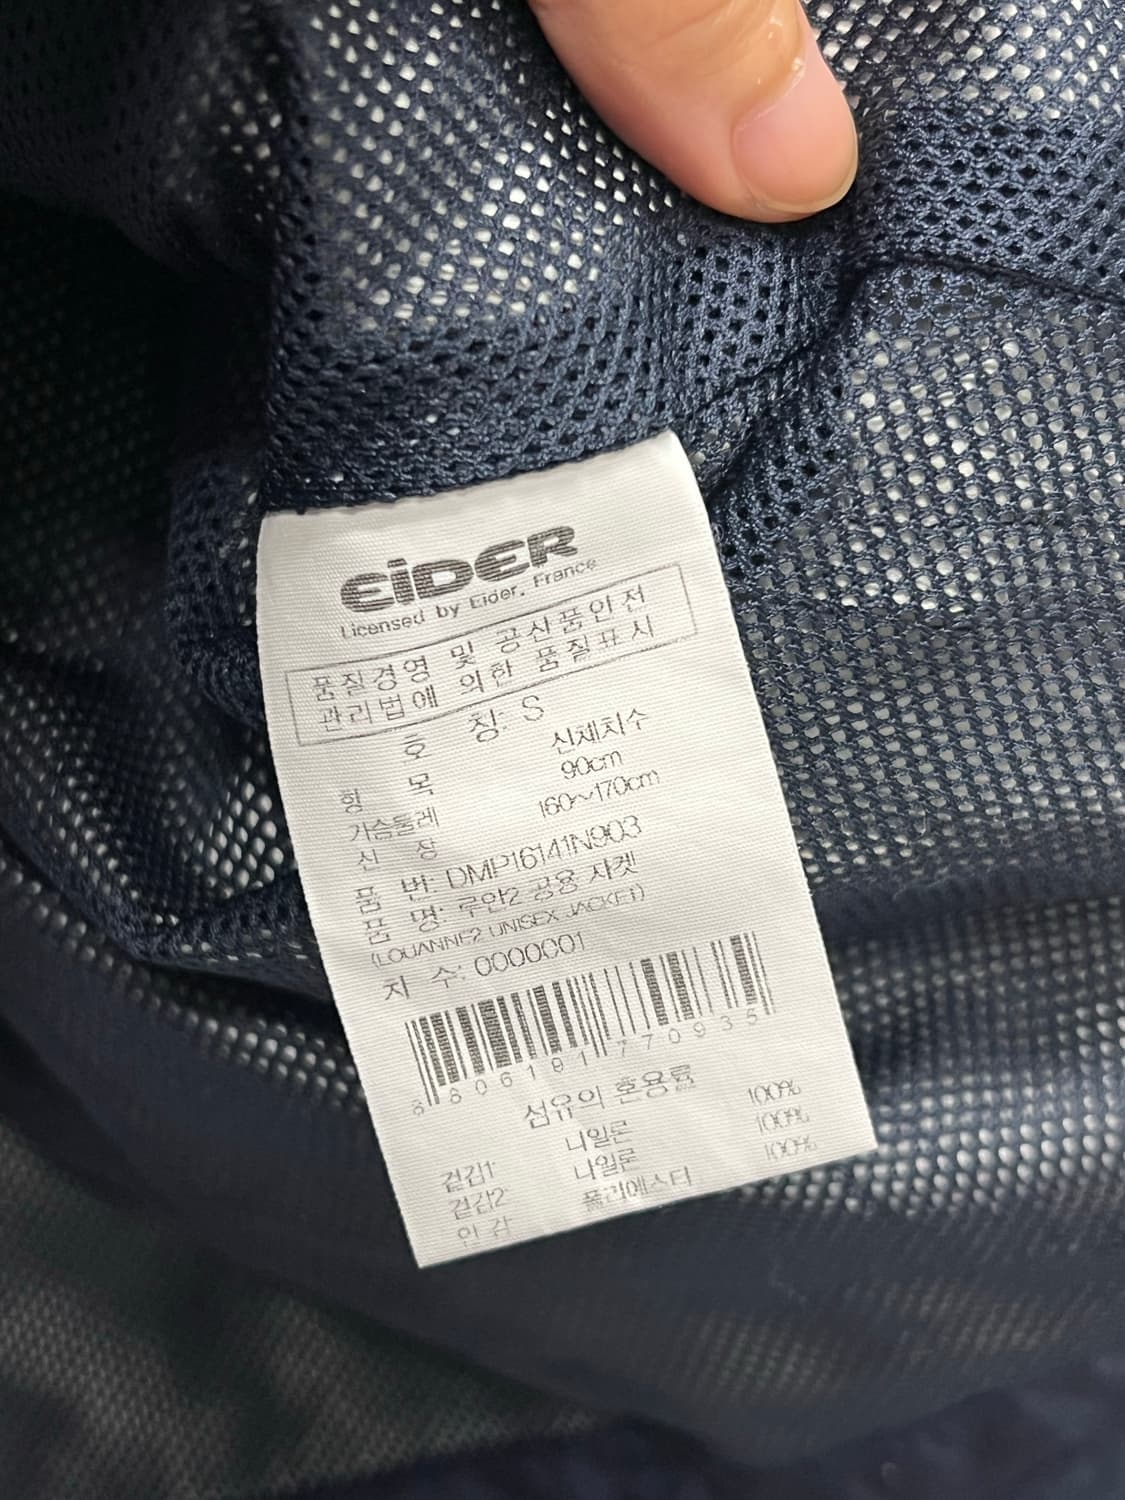 EiDER
Licensed by Eider, France
품질경영 및 공산품안전
관리법에 의한 품질표시
호 칭: S
항 목 신체치수
가슴둘레 90cm
신 장 160~170cm
품 번: DMP16141N903
품 명: 루안2 공용 자켓
(LOUANNE2 UNISEX JACKET)
차 수: 0000001
8806191770935
섬유의 혼용률
겉감1 나일론 100%
겉감2 나일론 100%
안 감 폴리에스터 100%